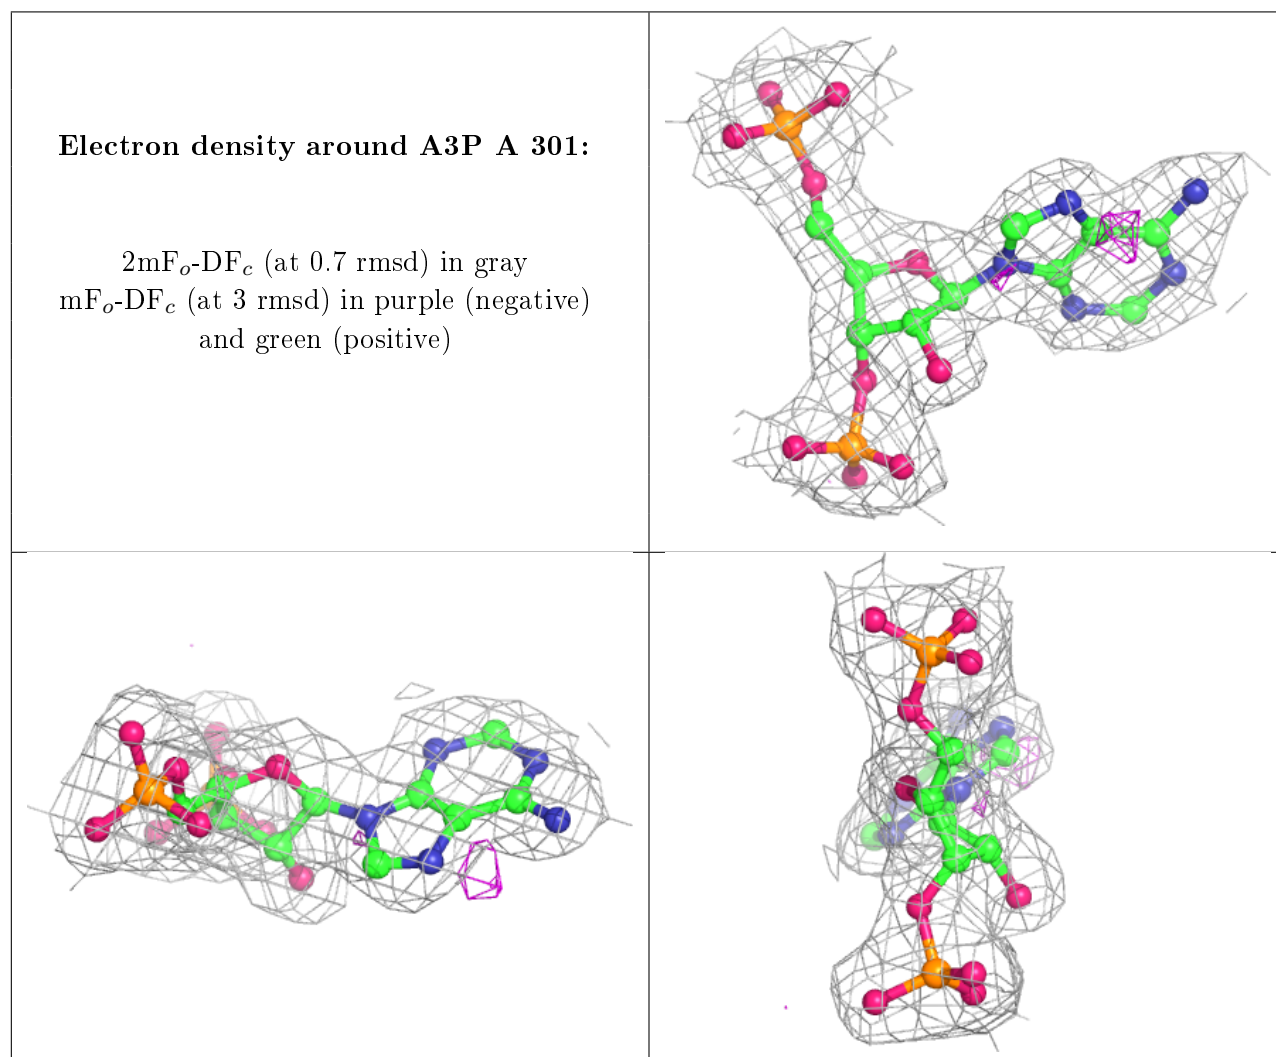 Electron density around A3P A 301:
2mFo-DFc (at 0.7 rmsd) in gray
mFo-DFc (at 3 rmsd) in purple (negative)
and green (positive)